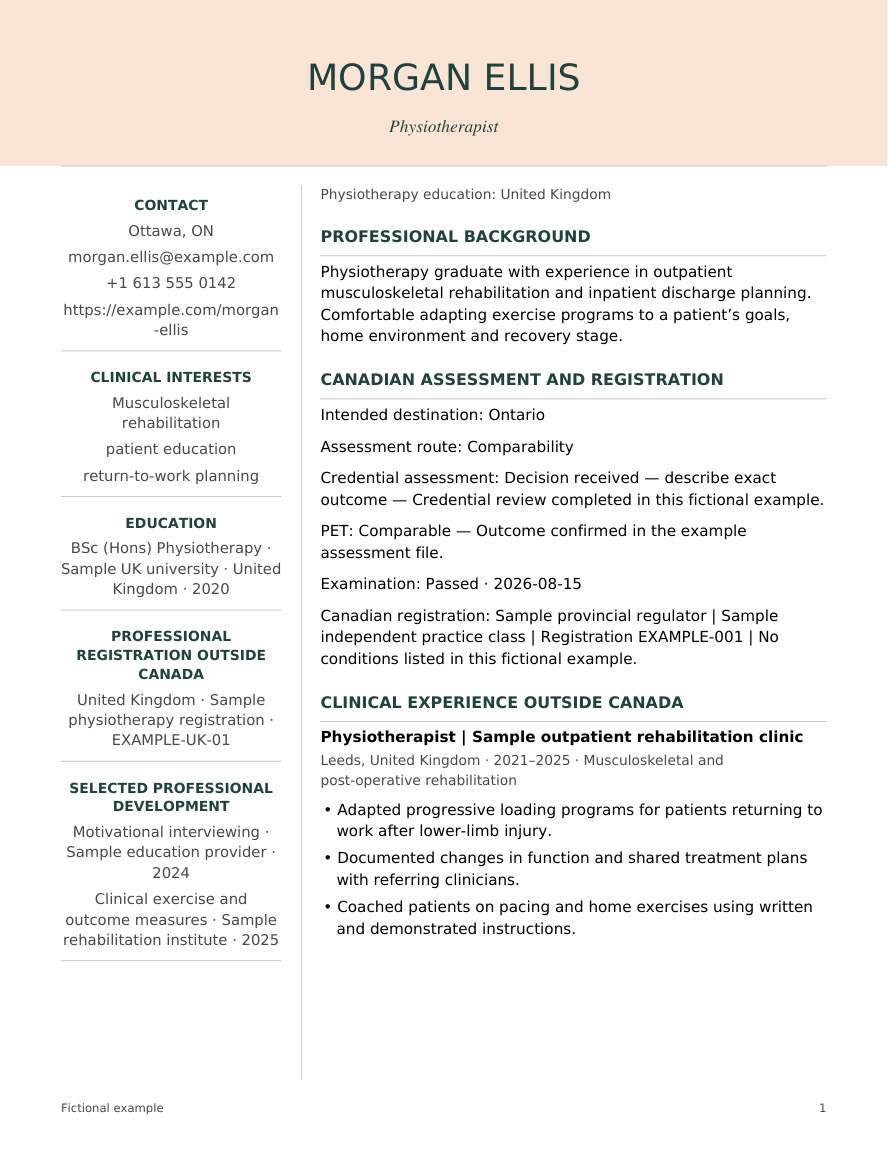 MORGAN ELLIS
Physiotherapist
CONTACT
Ottawa, ON
morgan.ellis@example.com
+1 613 555 0142
https://example.com/morgan
-ellis
CLINICAL INTERESTS
Musculoskeletal
rehabilitation
patient education
return-to-work planning
EDUCATION
BSc (Hons) Physiotherapy ·
Sample UK university · United
Kingdom · 2020
PROFESSIONAL
REGISTRATION OUTSIDE
CANADA
United Kingdom · Sample
physiotherapy registration ·
EXAMPLE-UK-01
SELECTED PROFESSIONAL
DEVELOPMENT
Motivational interviewing ·
Sample education provider ·
2024
Clinical exercise and
outcome measures · Sample
rehabilitation institute · 2025
Physiotherapy education: United Kingdom
PROFESSIONAL BACKGROUND
Physiotherapy graduate with experience in outpatient
musculoskeletal rehabilitation and inpatient discharge planning.
Comfortable adapting exercise programs to a patient’s goals,
home environment and recovery stage.
CANADIAN ASSESSMENT AND REGISTRATION
Intended destination: Ontario
Assessment route: Comparability
Credential assessment: Decision received — describe exact
outcome — Credential review completed in this fictional example.
PET: Comparable — Outcome confirmed in the example
assessment file.
Examination: Passed · 2026-08-15
Canadian registration: Sample provincial regulator | Sample
independent practice class | Registration EXAMPLE-001 | No
conditions listed in this fictional example.
CLINICAL EXPERIENCE OUTSIDE CANADA
Physiotherapist | Sample outpatient rehabilitation clinic
Leeds, United Kingdom · 2021–2025 · Musculoskeletal and
post-operative rehabilitation
• Adapted progressive loading programs for patients returning to
work after lower-limb injury.
• Documented changes in function and shared treatment plans
with referring clinicians.
• Coached patients on pacing and home exercises using written
and demonstrated instructions.
Fictional example
1